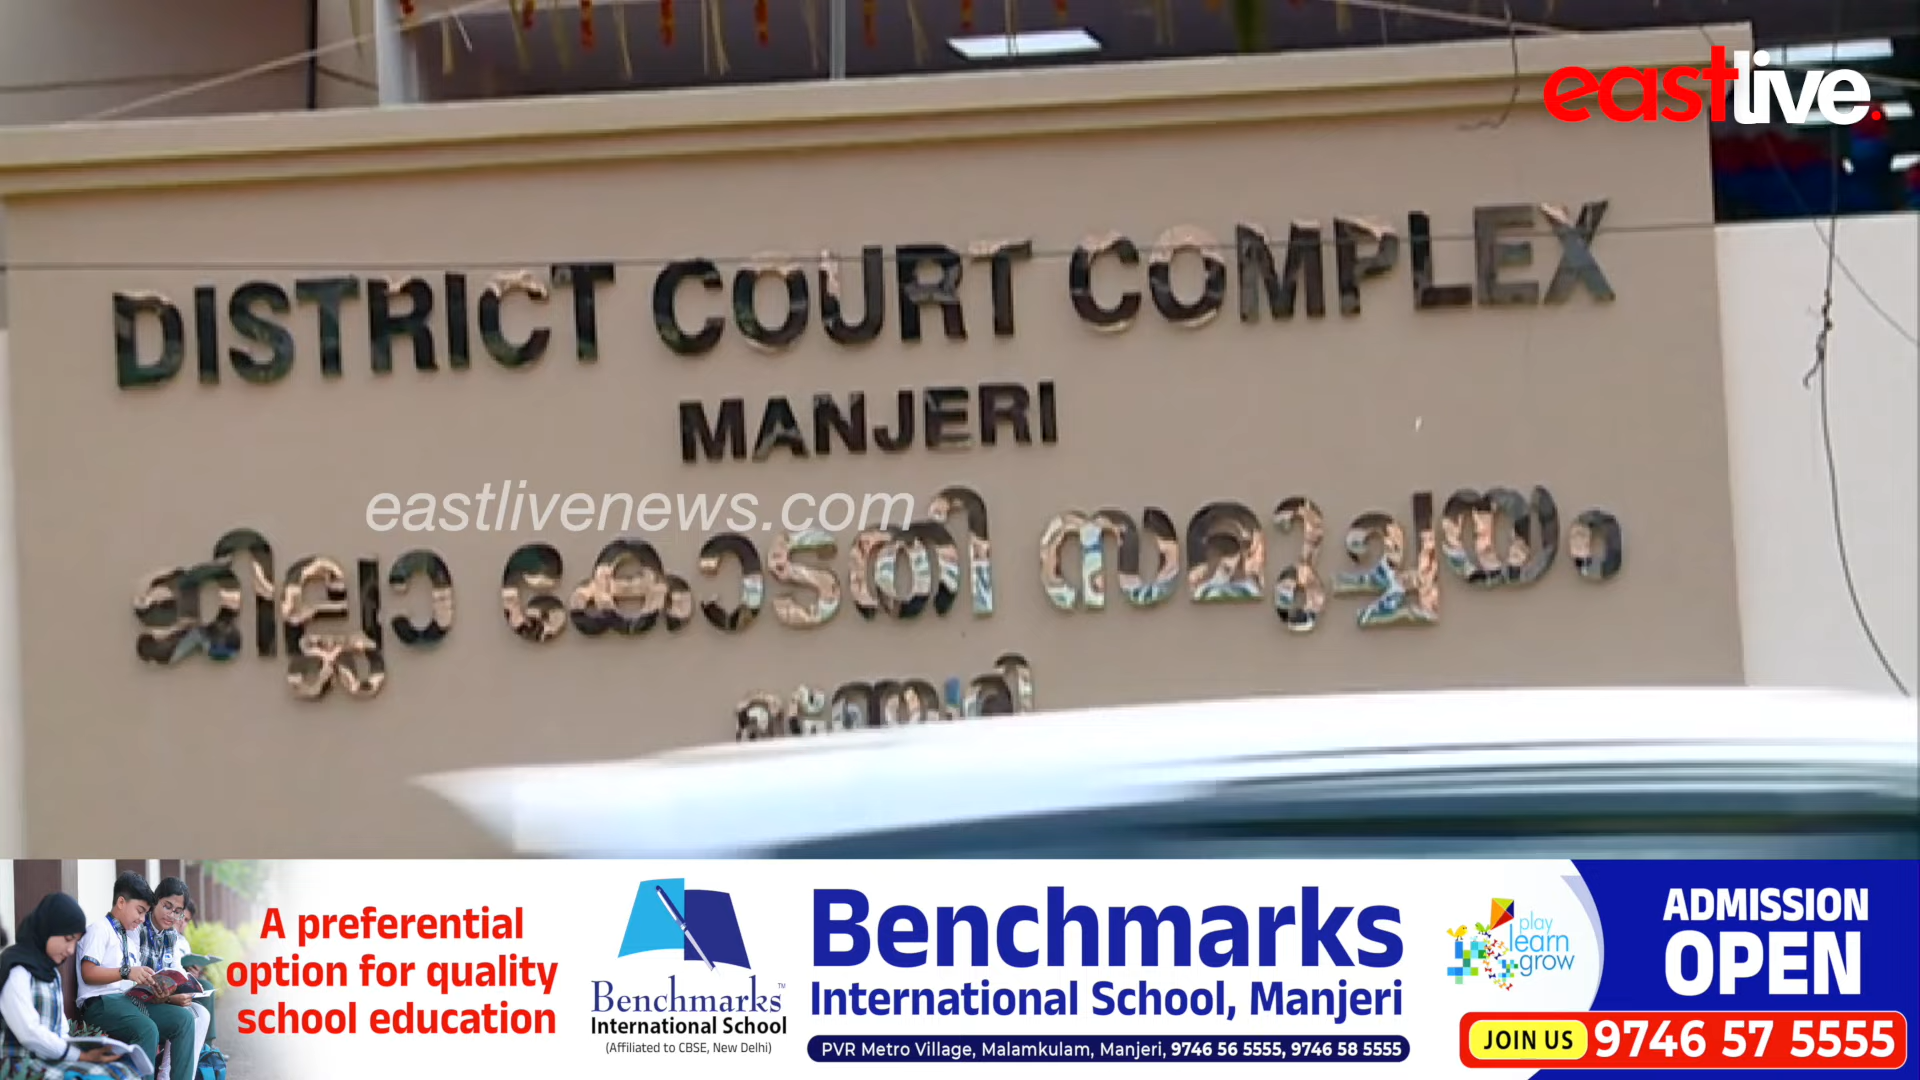 eastlive.
DISTRICT COURT COMPLEX
MANJERI
eastlivenews.com
ജില്ലാ കോടതി സമുച്ചയം
A preferential
option for quality
school education
Benchmarks™
International School
(Affiliated to CBSE, New Delhi)
Benchmarks
International School, Manjeri
PVR Metro Village, Malamkulam, Manjeri, 9746 56 5555, 9746 58 5555
play
learn
grow
ADMISSION
OPEN
JOIN US 9746 57 5555